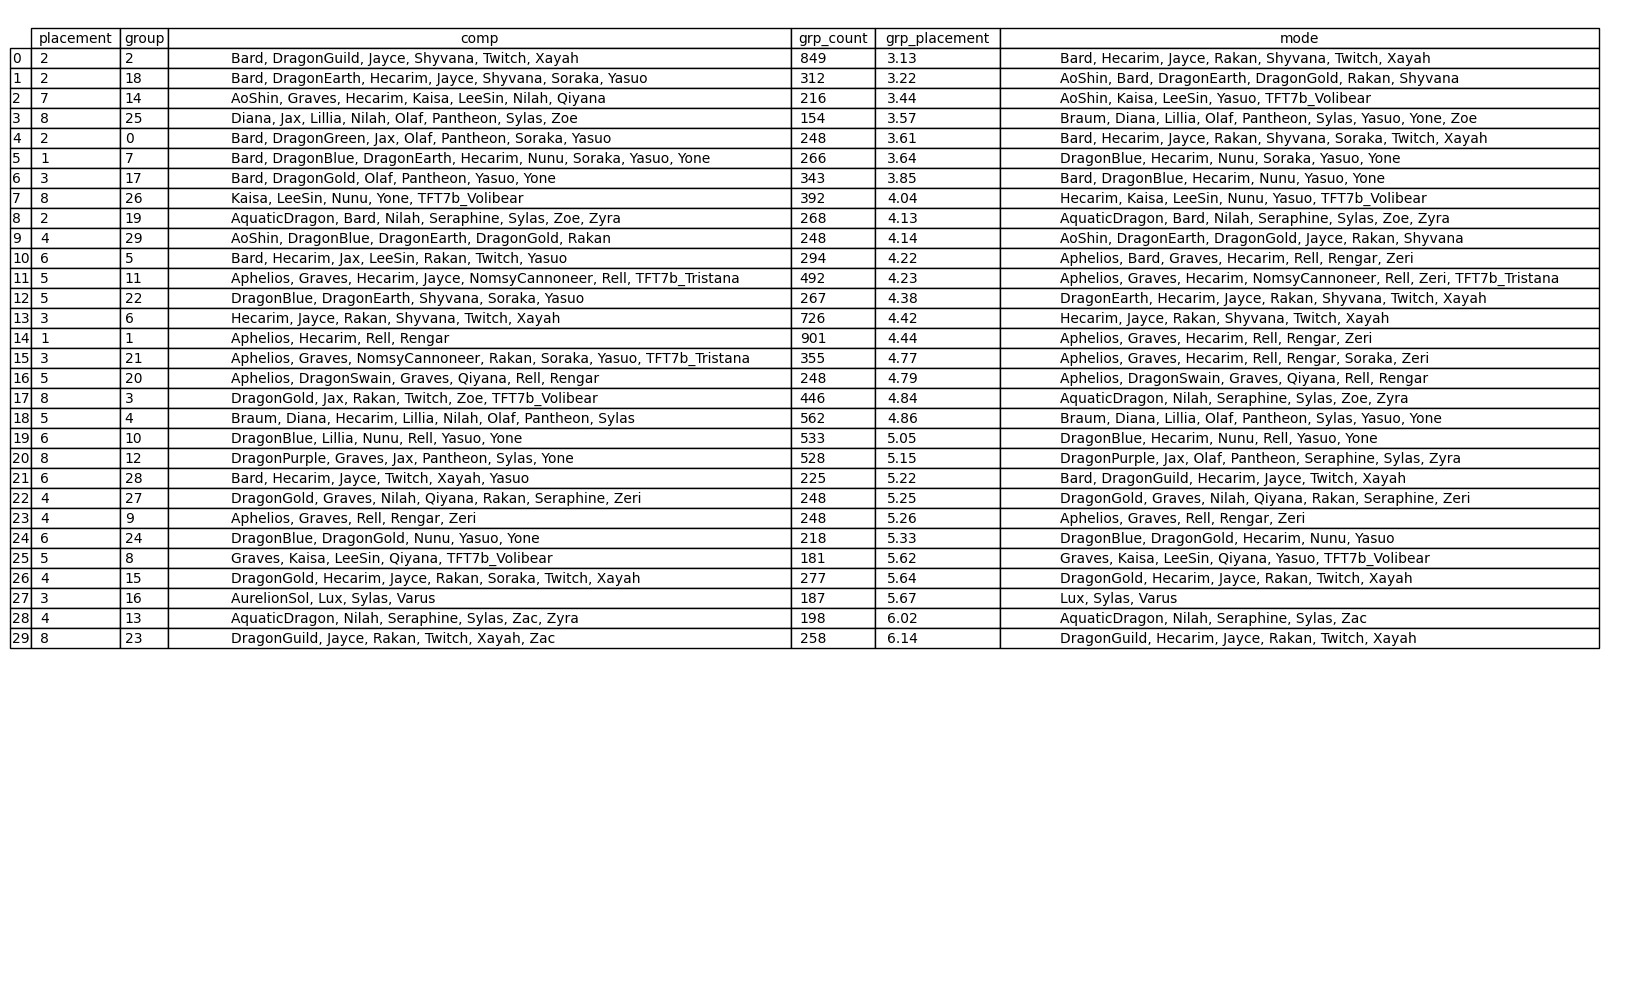 placement group comp grp_count grp_placement mode
0 2 2 Bard, DragonGuild, Jayce, Shyvana, Twitch, Xayah 849 3.13 Bard, Hecarim, Jayce, Rakan, Shyvana, Twitch, Xayah
1 2 18 Bard, DragonEarth, Hecarim, Jayce, Shyvana, Soraka, Yasuo 312 3.22 AoShin, Bard, DragonEarth, DragonGold, Rakan, Shyvana
2 7 14 AoShin, Graves, Hecarim, Kaisa, LeeSin, Nilah, Qiyana 216 3.44 AoShin, Kaisa, LeeSin, Yasuo, TFT7b_Volibear
3 8 25 Diana, Jax, Lillia, Nilah, Olaf, Pantheon, Sylas, Zoe 154 3.57 Braum, Diana, Lillia, Olaf, Pantheon, Sylas, Yasuo, Yone, Zoe
4 2 0 Bard, DragonGreen, Jax, Olaf, Pantheon, Soraka, Yasuo 248 3.61 Bard, Hecarim, Jayce, Rakan, Shyvana, Soraka, Twitch, Xayah
5 1 7 Bard, DragonBlue, DragonEarth, Hecarim, Nunu, Soraka, Yasuo, Yone 266 3.64 DragonBlue, Hecarim, Nunu, Soraka, Yasuo, Yone
6 3 17 Bard, DragonGold, Olaf, Pantheon, Yasuo, Yone 343 3.85 Bard, DragonBlue, Hecarim, Nunu, Yasuo, Yone
7 8 26 Kaisa, LeeSin, Nunu, Yone, TFT7b_Volibear 392 4.04 Hecarim, Kaisa, LeeSin, Nunu, Yasuo, TFT7b_Volibear
8 2 19 AquaticDragon, Bard, Nilah, Seraphine, Sylas, Zoe, Zyra 268 4.13 AquaticDragon, Bard, Nilah, Seraphine, Sylas, Zoe, Zyra
9 4 29 AoShin, DragonBlue, DragonEarth, DragonGold, Rakan 248 4.14 AoShin, DragonEarth, DragonGold, Jayce, Rakan, Shyvana
10 6 5 Bard, Hecarim, Jax, LeeSin, Rakan, Twitch, Yasuo 294 4.22 Aphelios, Bard, Graves, Hecarim, Rell, Rengar, Zeri
11 5 11 Aphelios, Graves, Hecarim, Jayce, NomsyCannoneer, Rell, TFT7b_Tristana 492 4.23 Aphelios, Graves, Hecarim, NomsyCannoneer, Rell, Zeri, TFT7b_Tristana
12 5 22 DragonBlue, DragonEarth, Shyvana, Soraka, Yasuo 267 4.38 DragonEarth, Hecarim, Jayce, Rakan, Shyvana, Twitch, Xayah
13 3 6 Hecarim, Jayce, Rakan, Shyvana, Twitch, Xayah 726 4.42 Hecarim, Jayce, Rakan, Shyvana, Twitch, Xayah
14 1 1 Aphelios, Hecarim, Rell, Rengar 901 4.44 Aphelios, Graves, Hecarim, Rell, Rengar, Zeri
15 3 21 Aphelios, Graves, NomsyCannoneer, Rakan, Soraka, Yasuo, TFT7b_Tristana 355 4.77 Aphelios, Graves, Hecarim, Rell, Rengar, Soraka, Zeri
16 5 20 Aphelios, DragonSwain, Graves, Qiyana, Rell, Rengar 248 4.79 Aphelios, DragonSwain, Graves, Qiyana, Rell, Rengar
17 8 3 DragonGold, Jax, Rakan, Twitch, Zoe, TFT7b_Volibear 446 4.84 AquaticDragon, Nilah, Seraphine, Sylas, Zoe, Zyra
18 5 4 Braum, Diana, Hecarim, Lillia, Nilah, Olaf, Pantheon, Sylas 562 4.86 Braum, Diana, Lillia, Olaf, Pantheon, Sylas, Yasuo, Yone
19 6 10 DragonBlue, Lillia, Nunu, Rell, Yasuo, Yone 533 5.05 DragonBlue, Hecarim, Nunu, Rell, Yasuo, Yone
20 8 12 DragonPurple, Graves, Jax, Pantheon, Sylas, Yone 528 5.15 DragonPurple, Jax, Olaf, Pantheon, Seraphine, Sylas, Zyra
21 6 28 Bard, Hecarim, Jayce, Twitch, Xayah, Yasuo 225 5.22 Bard, DragonGuild, Hecarim, Jayce, Twitch, Xayah
22 4 27 DragonGold, Graves, Nilah, Qiyana, Rakan, Seraphine, Zeri 248 5.25 DragonGold, Graves, Nilah, Qiyana, Rakan, Seraphine, Zeri
23 4 9 Aphelios, Graves, Rell, Rengar, Zeri 248 5.26 Aphelios, Graves, Rell, Rengar, Zeri
24 6 24 DragonBlue, DragonGold, Nunu, Yasuo, Yone 218 5.33 DragonBlue, DragonGold, Hecarim, Nunu, Yasuo
25 5 8 Graves, Kaisa, LeeSin, Qiyana, TFT7b_Volibear 181 5.62 Graves, Kaisa, LeeSin, Qiyana, Yasuo, TFT7b_Volibear
26 4 15 DragonGold, Hecarim, Jayce, Rakan, Soraka, Twitch, Xayah 277 5.64 DragonGold, Hecarim, Jayce, Rakan, Twitch, Xayah
27 3 16 AurelionSol, Lux, Sylas, Varus 187 5.67 Lux, Sylas, Varus
28 4 13 AquaticDragon, Nilah, Seraphine, Sylas, Zac, Zyra 198 6.02 AquaticDragon, Nilah, Seraphine, Sylas, Zac
29 8 23 DragonGuild, Jayce, Rakan, Twitch, Xayah, Zac 258 6.14 DragonGuild, Hecarim, Jayce, Rakan, Twitch, Xayah